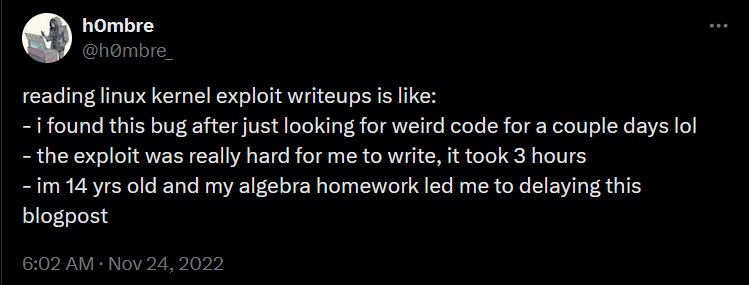 h0mbre
@h0mbre_
reading linux kernel exploit writeups is like:
- i found this bug after just looking for weird code for a couple days lol
- the exploit was really hard for me to write, it took 3 hours
- im 14 yrs old and my algebra homework led me to delaying this
blogpost
6:02 AM · Nov 24, 2022